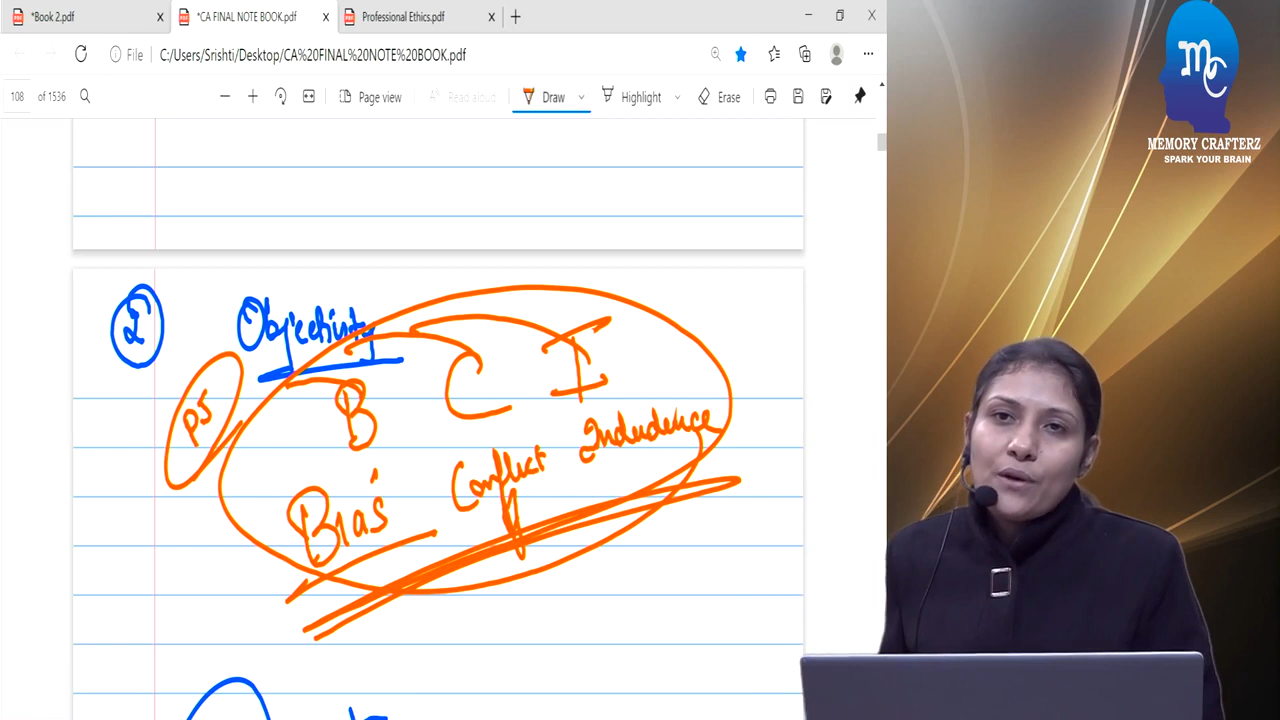 *Book 2.pdf
*CA FINAL NOTE BOOK.pdf
Professional Ethics.pdf
File
C:/Users/Srishti/Desktop/CA%20FINAL%20NOTE%20BOOK.pdf
108 of 1536
Page view
Read aloud
Draw
Highlight
Erase
MC
MEMORY CRAFTERZ
SPARK YOUR BRAIN
2 Objectivity
B C I
Bias Conflict